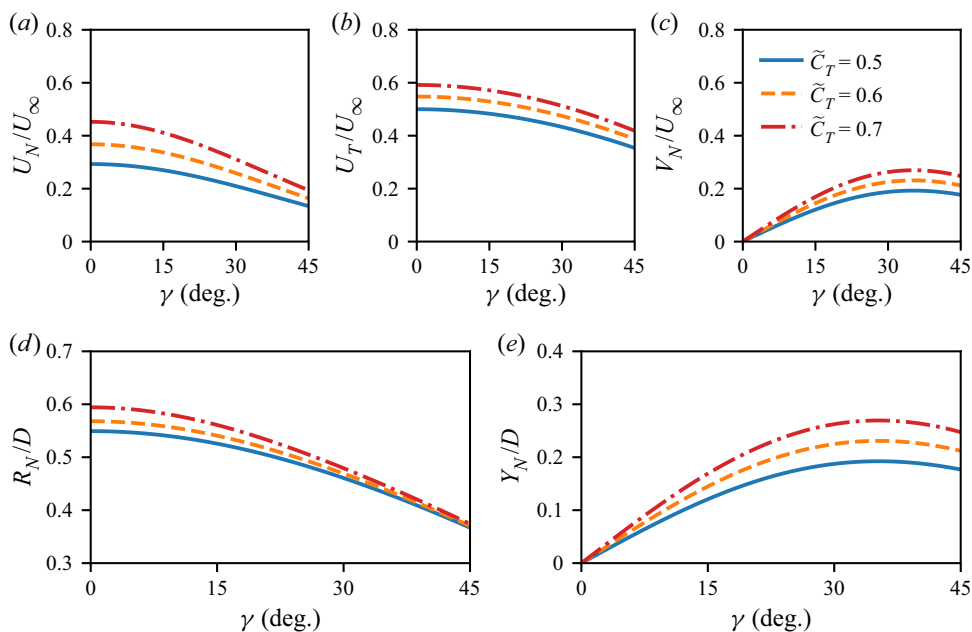 (a)
0.8
0.6
0.4
0.2
0
U_N/U_∞
0 15 30 45
γ (deg.)
(b)
0.8
0.6
0.4
0.2
0
U_T/U_∞
0 15 30 45
γ (deg.)
(c)
0.8
0.6
0.4
0.2
0
V_N/U_∞
C̃_T = 0.5
C̃_T = 0.6
C̃_T = 0.7
0 15 30 45
γ (deg.)
(d)
0.7
0.6
0.5
0.4
0.3
R_N/D
0 15 30 45
γ (deg.)
(e)
0.4
0.3
0.2
0.1
0
Y_N/D
0 15 30 45
γ (deg.)